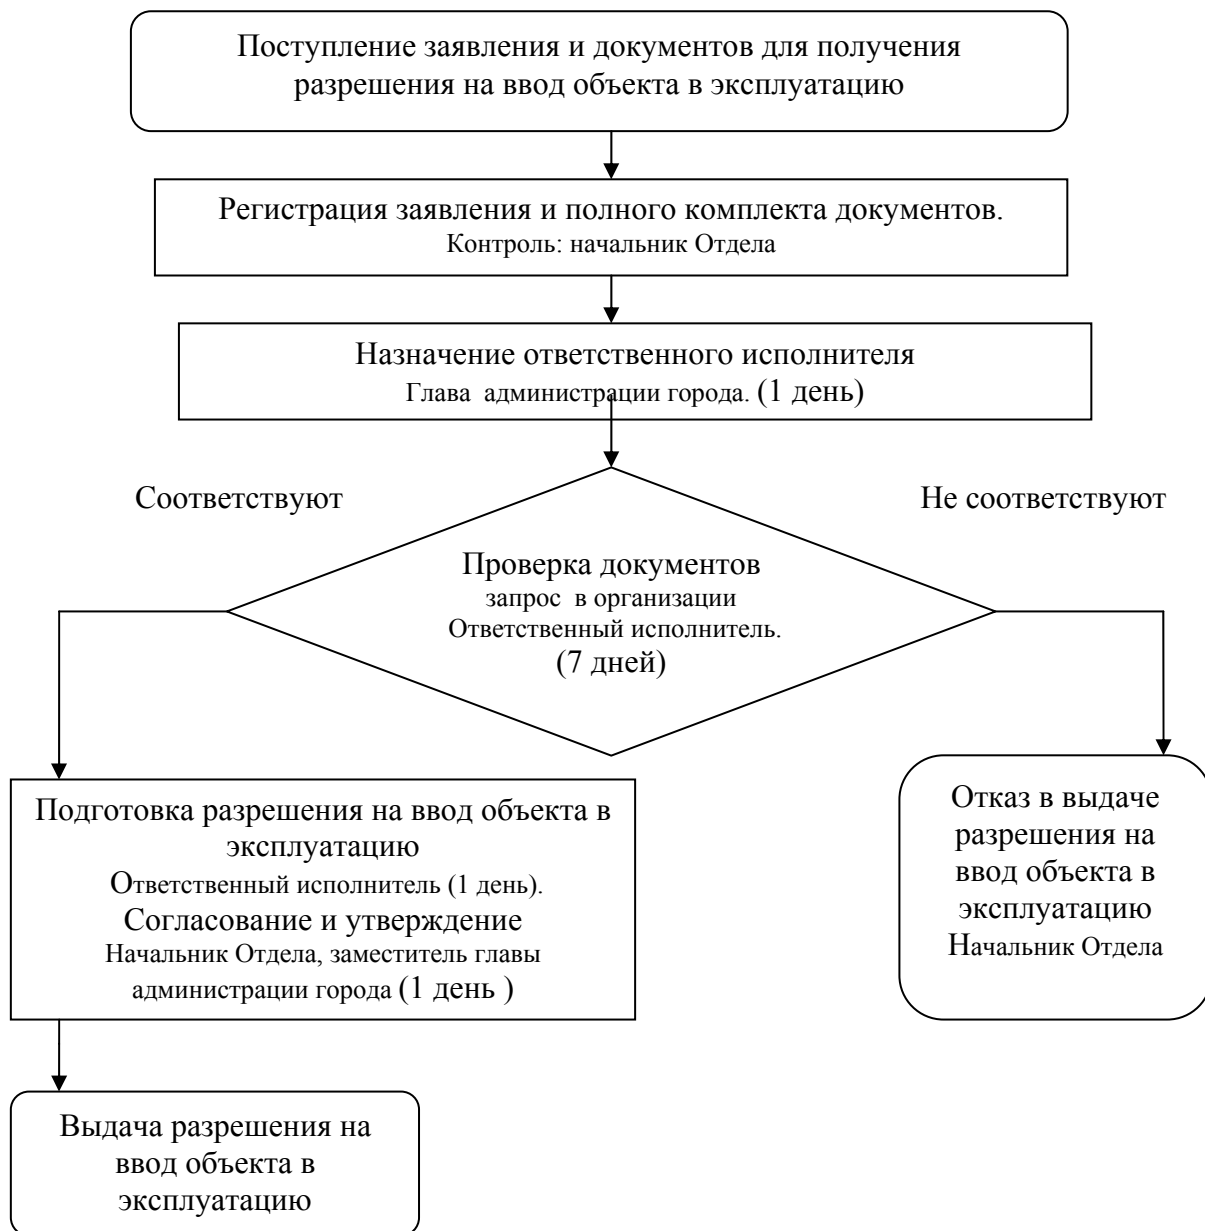 Поступление заявления и документов для получения
разрешения на ввод объекта в эксплуатацию
Регистрация заявления и полного комплекта документов.
Контроль: начальник Отдела
Назначение ответственного исполнителя
Глава администрации города. (1 день)
Соответствуют
Не соответствуют
Проверка документов
запрос в организации
Ответственный исполнитель.
(7 дней)
Подготовка разрешения на ввод объекта в
эксплуатацию
Ответственный исполнитель (1 день).
Согласование и утверждение
Начальник Отдела, заместитель главы
администрации города (1 день )
Отказ в выдаче
разрешения на
ввод объекта в
эксплуатацию
Начальник Отдела
Выдача разрешения на
ввод объекта в
эксплуатацию